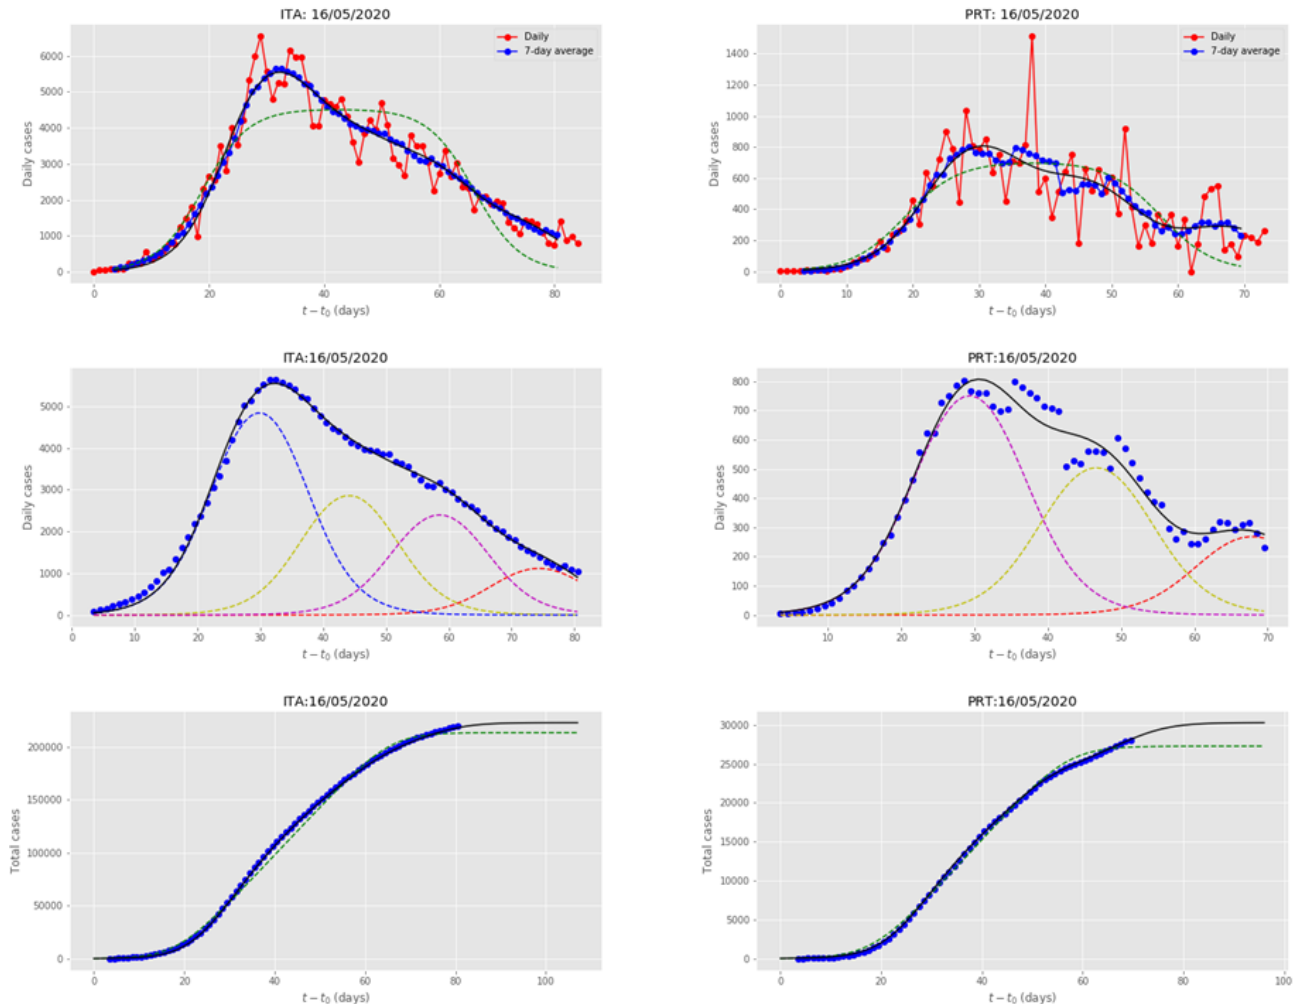 ITA: 16/05/2020
Daily
7-day average
6000
5000
4000
3000
2000
1000
0
Daily cases
0 20 40 60 80
t − t0 (days)
PRT: 16/05/2020
Daily
7-day average
1400
1200
1000
800
600
400
200
0
Daily cases
0 10 20 30 40 50 60 70
t − t0 (days)
ITA:16/05/2020
5000
4000
3000
2000
1000
0
Daily cases
0 10 20 30 40 50 60 70 80
t − t0 (days)
PRT:16/05/2020
800
700
600
500
400
300
200
100
0
Daily cases
10 20 30 40 50 60 70
t − t0 (days)
ITA:16/05/2020
200000
150000
100000
50000
0
Total cases
0 20 40 60 80 100
t − t0 (days)
PRT:16/05/2020
30000
25000
20000
15000
10000
5000
0
Total cases
0 20 40 60 80 100
t − t0 (days)